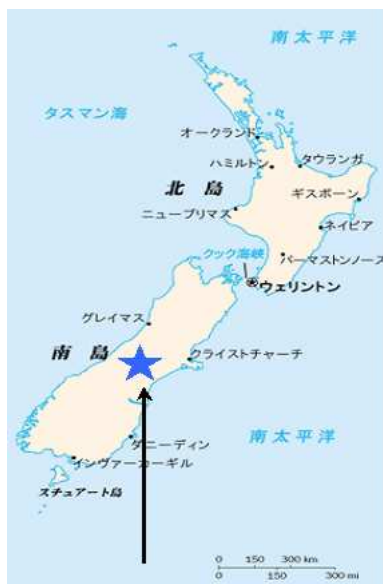 南太平洋
タスマン海
オークランド
ハミルトン
タウランガ
北島
ギスボーン
ニュープリマス
ネイピア
クック海峡
パーマストンノース
ウェリントン
グレイマス
南島
クライストチャーチ
南太平洋
ダニーディン
インヴァーカーギル
スチュアート島
0 150 300 km
0 150 300 mi